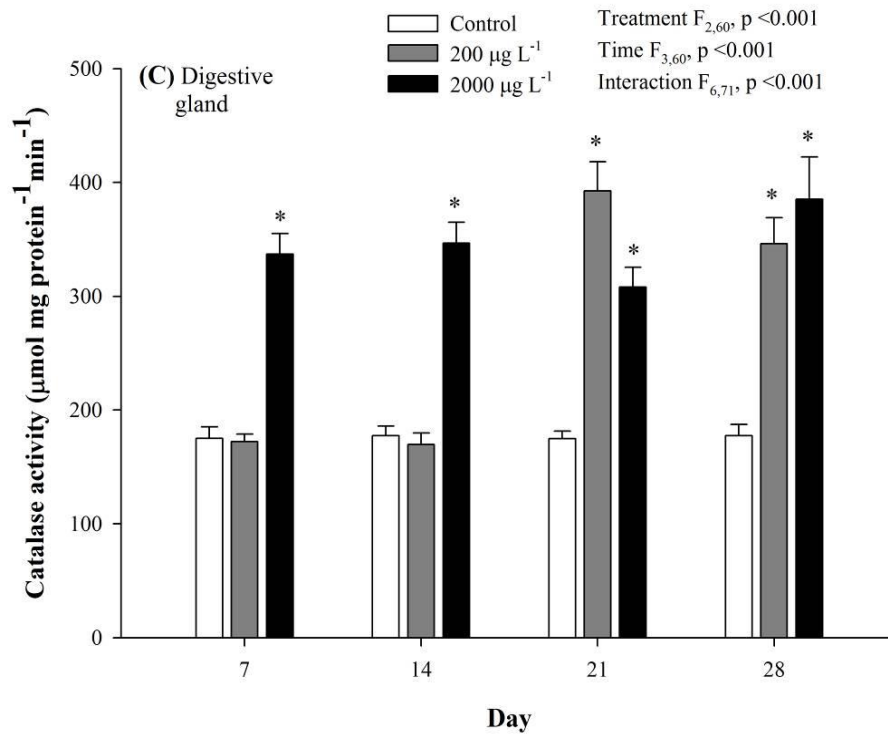 Control
200 µg L⁻¹
2000 µg L⁻¹
Treatment F₂,₆₀, p <0.001
Time F₃,₆₀, p <0.001
Interaction F₆,₇₁, p <0.001
(C) Digestive
gland
Catalase activity (µmol mg protein⁻¹ min⁻¹)
500
400
300
200
100
0
* * * * * *
7 14 21 28
Day